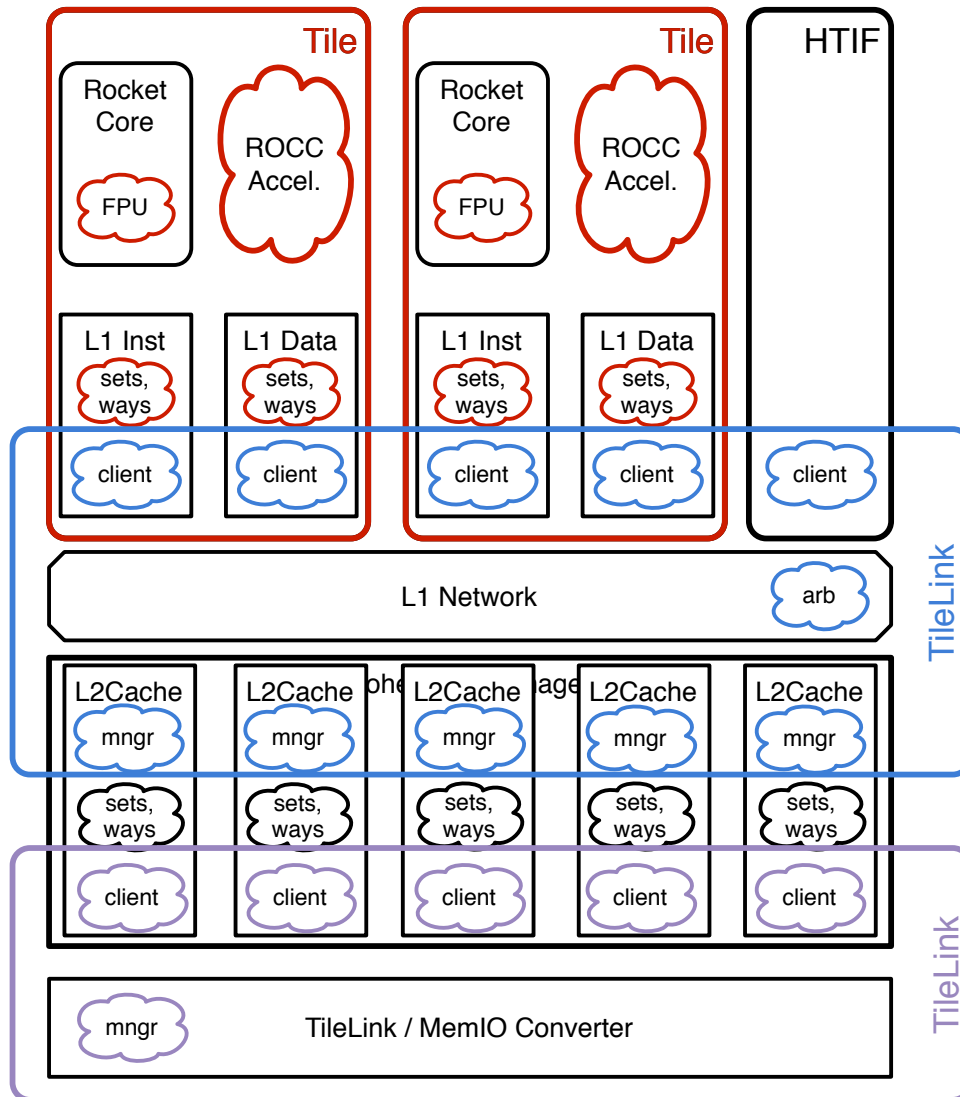 Tile
Tile
HTIF
Rocket
Core
ROCC
Accel.
FPU
Rocket
Core
ROCC
Accel.
FPU
L1 Inst
L1 Data
L1 Inst
L1 Data
sets,
ways
sets,
ways
sets,
ways
sets,
ways
client
client
client
client
client
TileLink
L1 Network
arb
L2Cache
L2Cache
L2Cache
L2Cache
L2Cache
mngr
mngr
mngr
mngr
mngr
sets,
ways
sets,
ways
sets,
ways
sets,
ways
sets,
ways
client
client
client
client
client
TileLink
mngr
TileLink / MemIO Converter